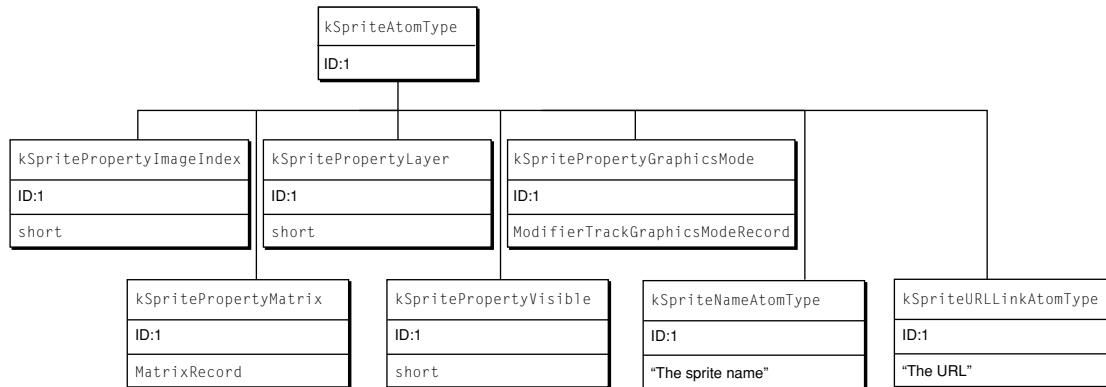 kSpriteAtomType
ID:1
kSpritePropertyImageIndex
ID:1
short
kSpritePropertyLayer
ID:1
short
kSpritePropertyGraphicsMode
ID:1
ModifierTrackGraphicsModeRecord
kSpritePropertyMatrix
ID:1
MatrixRecord
kSpritePropertyVisible
ID:1
short
kSpriteNameAtomType
ID:1
“The sprite name”
kSpriteURLLinkAtomType
ID:1
“The URL”